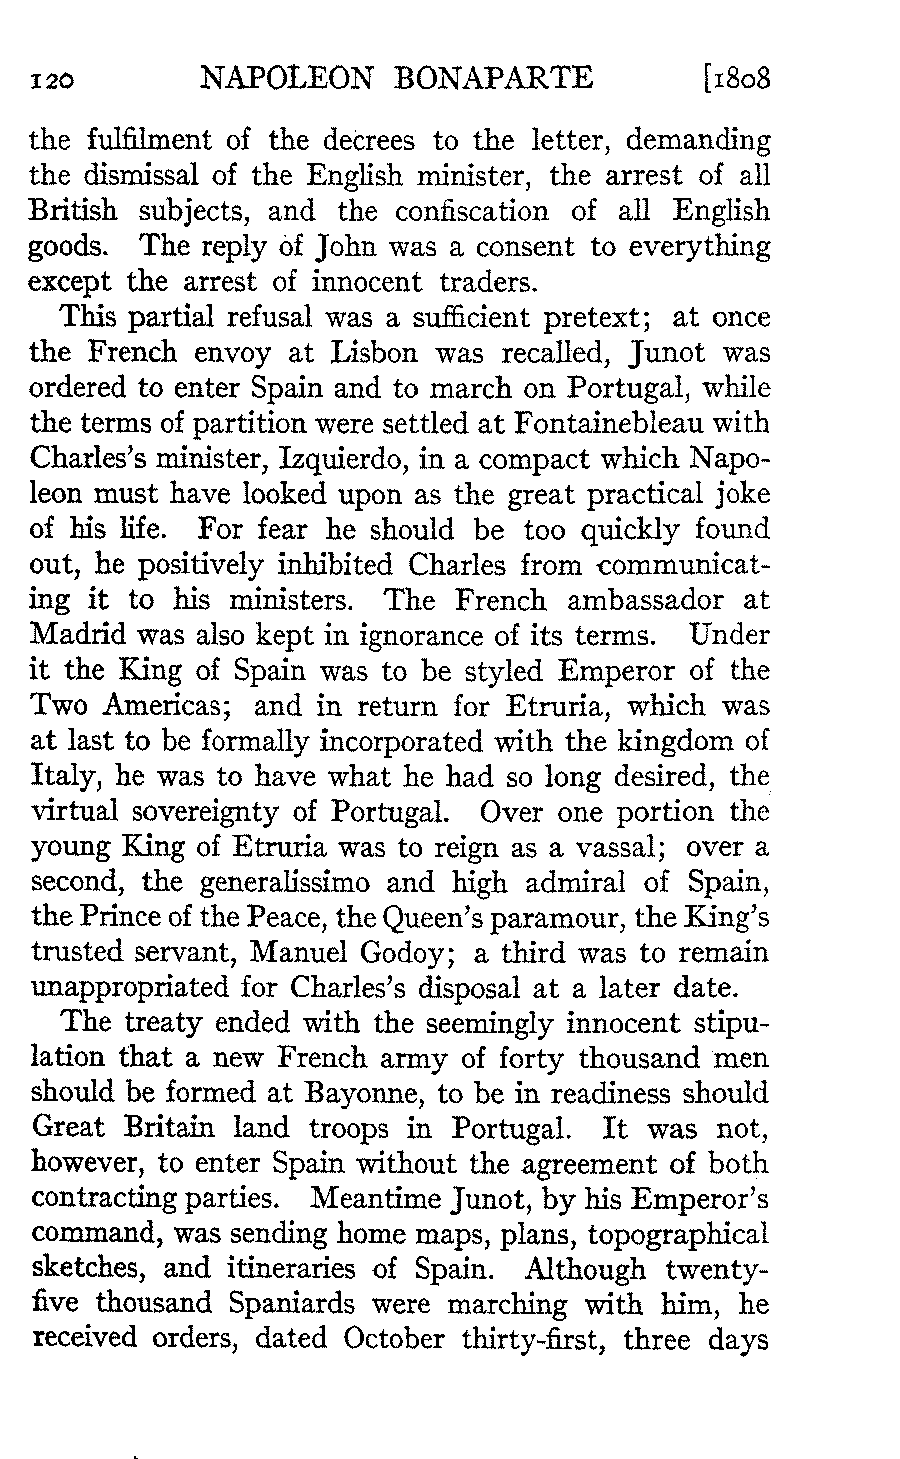 120 NAPOLEON BONAPARTE [1808
the fulfilment of the decrees to the letter, demanding
the dismissal of the English minister, the arrest of all
British subjects, and the confiscation of all English
goods. The reply of John was a consent to everything
except the arrest of innocent traders.
This partial refusal was a sufficient pretext; at once
the French envoy at Lisbon was recalled, Junot was
ordered to enter Spain and to march on Portugal, while
the terms of partition were settled at Fontainebleau with
Charles's minister, Izquierdo, in a compact which Napo-
leon must have looked upon as the great practical joke
of his life. For fear he should be too quickly found
out, he positively inhibited Charles from communicat-
ing it to his ministers. The French ambassador at
Madrid was also kept in ignorance of its terms. Under
it the King of Spain was to be styled Emperor of the
Two Americas; and in return for Etruria, which was
at last to be formally incorporated with the kingdom of
Italy, he was to have what he had so long desired, the
virtual sovereignty of Portugal. Over one portion the
young King of Etruria was to reign as a vassal; over a
second, the generalissimo and high admiral of Spain,
the Prince of the Peace, the Queen's paramour, the King's
trusted servant, Manuel Godoy; a third was to remain
unappropriated for Charles's disposal at a later date.
The treaty ended with the seemingly innocent stipu-
lation that a new French army of forty thousand men
should be formed at Bayonne, to be in readiness should
Great Britain land troops in Portugal. It was not,
however, to enter Spain without the agreement of both
contracting parties. Meantime Junot, by his Emperor's
command, was sending home maps, plans, topographical
sketches, and itineraries of Spain. Although twenty-
five thousand Spaniards were marching with him, he
received orders, dated October thirty-first, three days